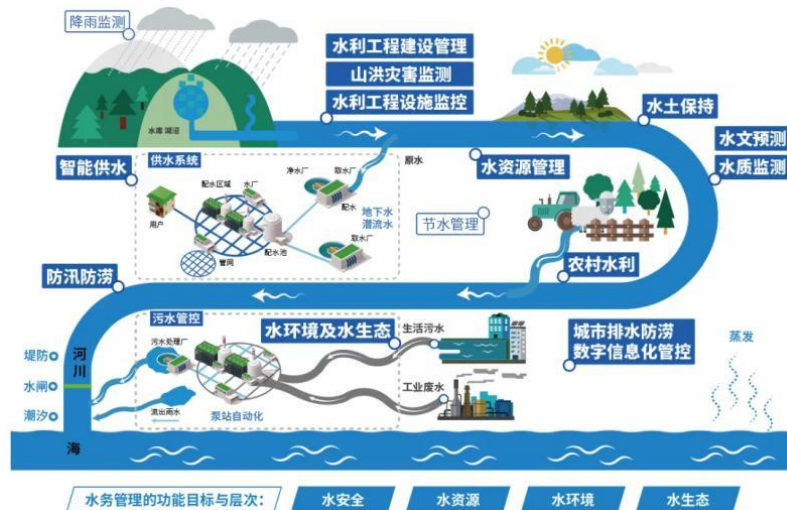 降雨监测
水利工程建设管理
山洪灾害监测
水利工程设施监控
水库 湖泊
水土保持
水文预测
水质监测
水资源管理
智能供水
供水系统
原水
净水厂
取水厂
配水区域
水厂
配水
用户
地下水
潜流水
取水厂
配水池
管网
节水管理
农村水利
防汛防涝
污水管控
水环境及水生态
生活污水
城市排水防涝
数字信息化管控
蒸发
污水处理厂
堤防
河川
水闸
工业废水
潮汐
流出雨水
泵站自动化
海
水务管理的功能目标与层次：
水安全
水资源
水环境
水生态